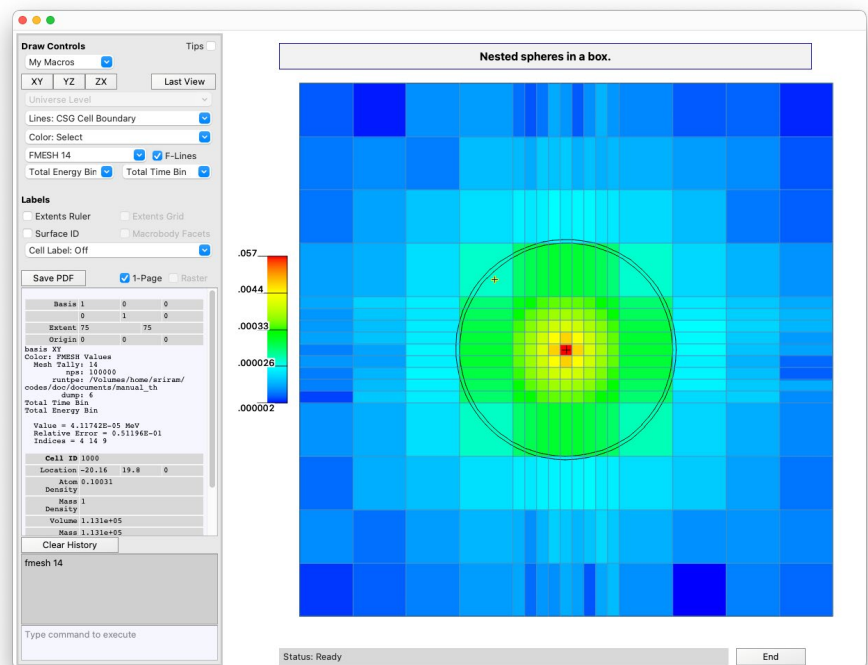 Draw Controls Tips
My Macros
XY YZ ZX Last View
Universe Level
Lines: CSG Cell Boundary
Color: Select
FMESH 14 F-Lines
Total Energy Bin Total Time Bin
Labels
Extents Ruler Extents Grid
Surface ID Macrobody Facets
Cell Label: Off
Save PDF 1-Page Raster
Basis 1 0 0
0 1 0
Extent 75 75
Origin 0 0 0
basis XY
Color: FMESH Values
Mesh Tally: 14
nps: 100000
runtpe: /Volumes/home/sriram/
codes/doc/documents/manual_th
dump: 6
Total Time Bin
Total Energy Bin
Value = 4.11742E-05 MeV
Relative Error = 0.51196E-01
Indices = 4 14 9
Cell ID 1000
Location -20.16 19.8 0
Atom 0.10031
Density
Mass 1
Density
Volume 1.131e+05
Mass 1.131e+05
Clear History
fmesh 14
Type command to execute
Nested spheres in a box.
.057
.0044
.00033
.000026
.000002
Status: Ready End